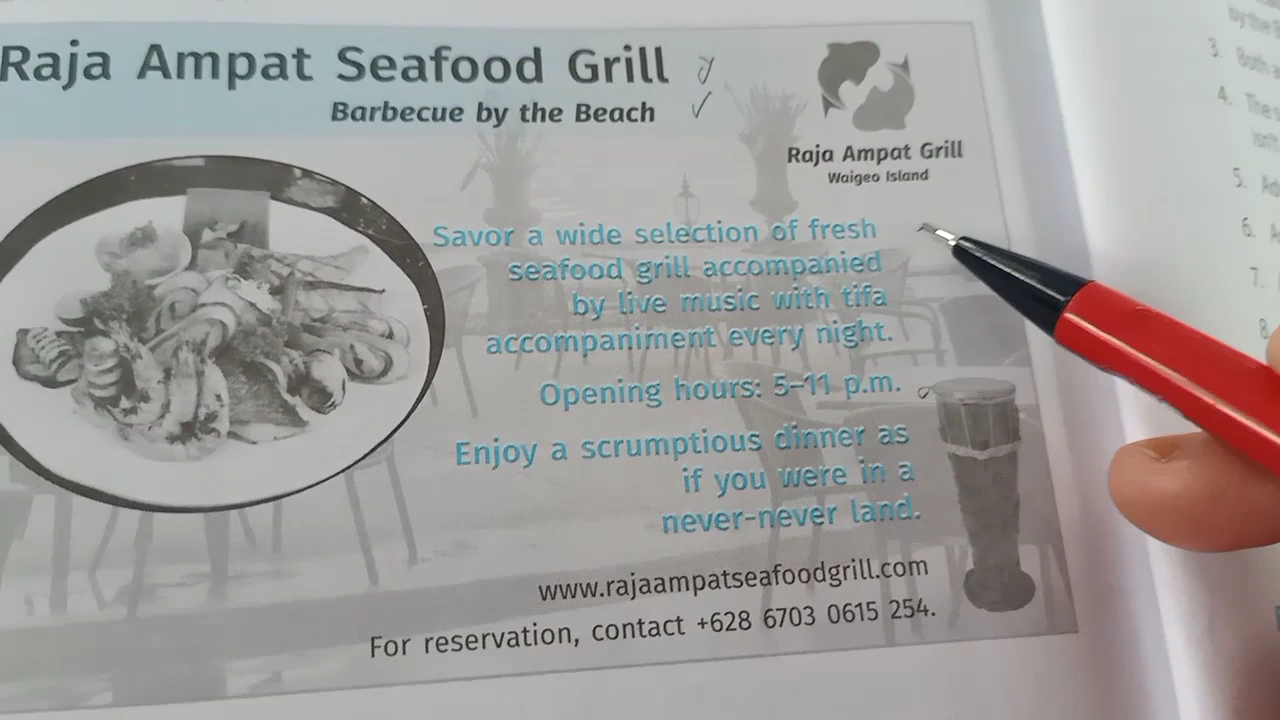 Raja Ampat Seafood Grill
Barbecue by the Beach
Raja Ampat Grill
Waigeo Island
Savor a wide selection of fresh
seafood grill accompanied
by live music with tifa
accompaniment every night.
Opening hours: 5–11 p.m.
Enjoy a scrumptious dinner as
if you were in a
never-never land.
www.rajaampatseafoodgrill.com
For reservation, contact +628 6703 0615 254.
3.
4. The
5.
6.
7.
8.